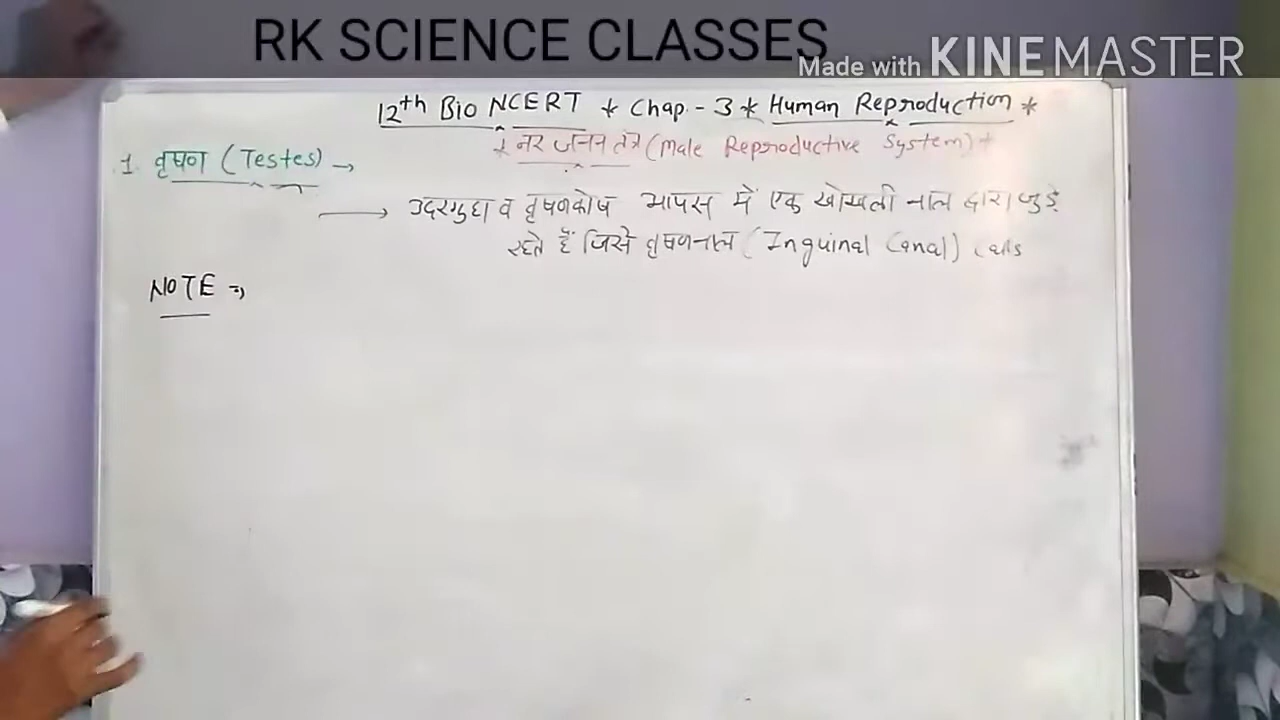 RK SCIENCE CLASSES
Made with KINEMASTER
12th Bio NCERT * Chap.-3 * Human Reproduction *
* नर जनन तंत्र (Male Reproductive System) *
1. वृषण (Testes) →
→ उदरगुहा व वृषणकोष आपस में एक खोखली नाल द्वारा जुड़े
रहते हैं जिसे वृषणनाल (Inguinal Canal) Calls
NOTE ⇒